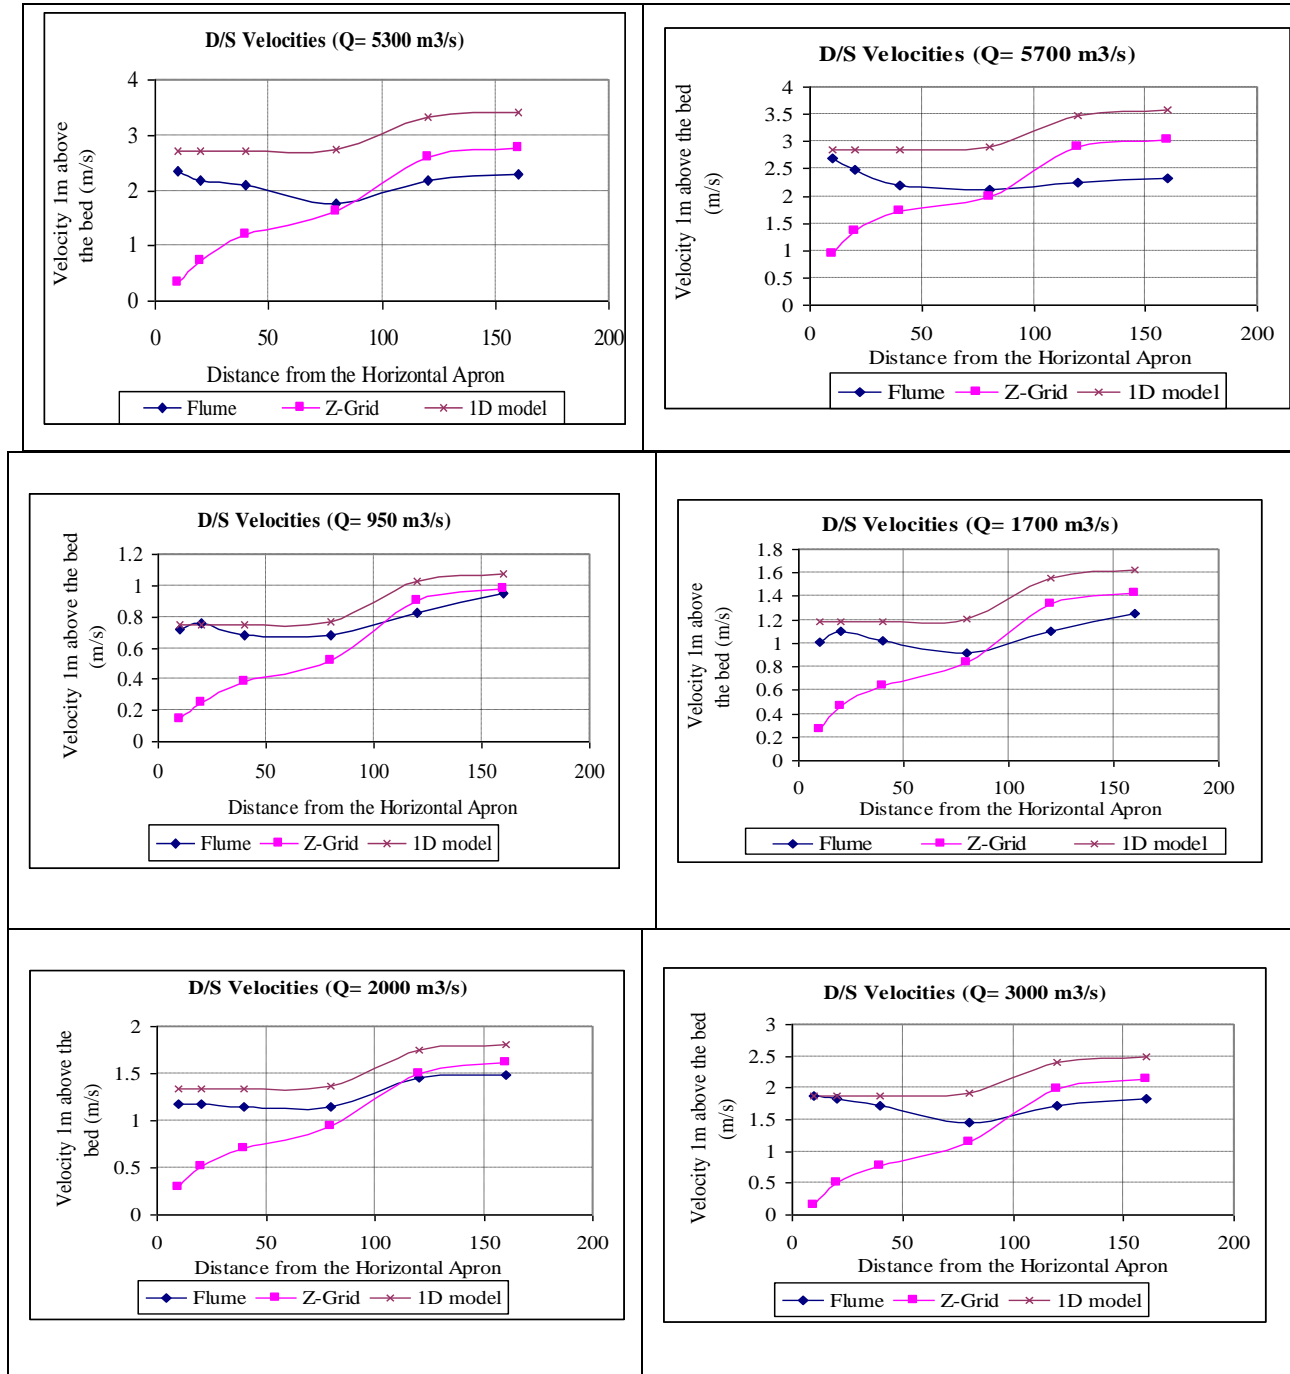 D/S Velocities (Q= 5300 m3/s)
Velocity 1m above
the bed (m/s)
4
3
2
1
0
0 50 100 150 200
Distance from the Horizontal Apron
Flume Z-Grid 1D model
D/S Velocities (Q= 5700 m3/s)
Velocity 1m above the bed
(m/s)
4
3.5
3
2.5
2
1.5
1
0.5
0
0 50 100 150 200
Distance from the Horizontal Apron
Flume Z-Grid 1D model
D/S Velocities (Q= 950 m3/s)
Velocity 1m above the bed
(m/s)
1.2
1
0.8
0.6
0.4
0.2
0
0 50 100 150 200
Distance from the Horizontal Apron
Flume Z-Grid 1D model
D/S Velocities (Q= 1700 m3/s)
Velocity 1m above
the bed (m/s)
1.8
1.6
1.4
1.2
1
0.8
0.6
0.4
0.2
0
0 50 100 150 200
Distance from the Horizontal Apron
Flume Z-Grid 1D model
D/S Velocities (Q= 2000 m3/s)
Velocity 1m above the
bed (m/s)
2
1.5
1
0.5
0
0 50 100 150 200
Distance from the Horizontal Apron
Flume Z-Grid 1D model
D/S Velocities (Q= 3000 m3/s)
Velocity 1m above the bed
(m/s)
3
2.5
2
1.5
1
0.5
0
0 50 100 150 200
Distance from the Horizontal Apron
Flume Z-Grid 1D model